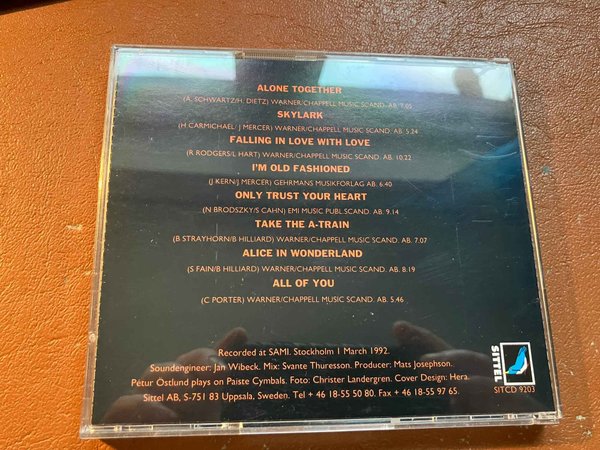 ALONE TOGETHER
(A. SCHWARTZ/H. DIETZ) WARNER/CHAPPELL MUSIC SCAND. AB. 7.05
SKYLARK
(H CARMICHAEL/ J MERCER) WARNER/CHAPPELL MUSIC SCAND. AB. 5.24
FALLING IN LOVE WITH LOVE
(R RODGERS/L HART) WARNER/CHAPPELL MUSIC SCAND. AB. 10.22
I'M OLD FASHIONED
(J KERN/J MERCER) GEHRMANS MUSIKFORLAG AB. 6.40
ONLY TRUST YOUR HEART
(N BRODSZKY/S CAHN) EMI MUSIC PUBL SCAND. AB. 9.14
TAKE THE A-TRAIN
(B STRAYHORN/B HILLIARD) WARNER/CHAPPELL MUSIC SCAND. AB. 7.07
ALICE IN WONDERLAND
(S FAIN/B HILLIARD) WARNER/CHAPPELL MUSIC SCAND. AB. 8.19
ALL OF YOU
(C PORTER) WARNER/CHAPPELL MUSIC SCAND. AB. 5.46
Recorded at SAMI. Stockholm 1 March 1992.
Soundengineer: Jan Wibeck. Mix: Svante Thuresson. Producer: Mats Josephson.
Petur Östlund plays on Paiste Cymbals. Foto: Christer Landergren. Cover Design: Hera.
Sittel AB, S-751 83 Uppsala, Sweden. Tel + 46 18-55 50 80. Fax + 46 18-55 97 65.
SITTEL
SITCD 9203